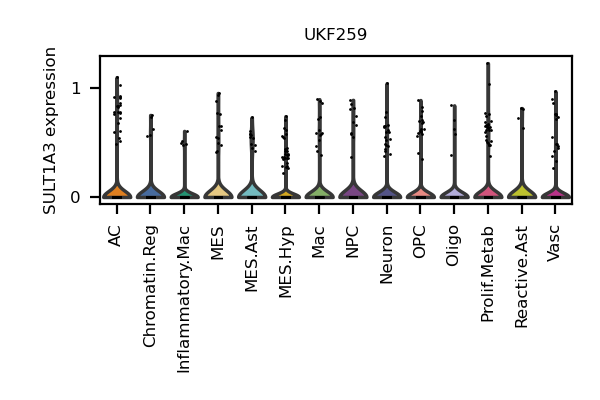 UKF259
SULT1A3 expression
1
0
AC
Chromatin.Reg
Inflammatory.Mac
MES
MES.Ast
MES.Hyp
Mac
NPC
Neuron
OPC
Oligo
Prolif.Metab
Reactive.Ast
Vasc